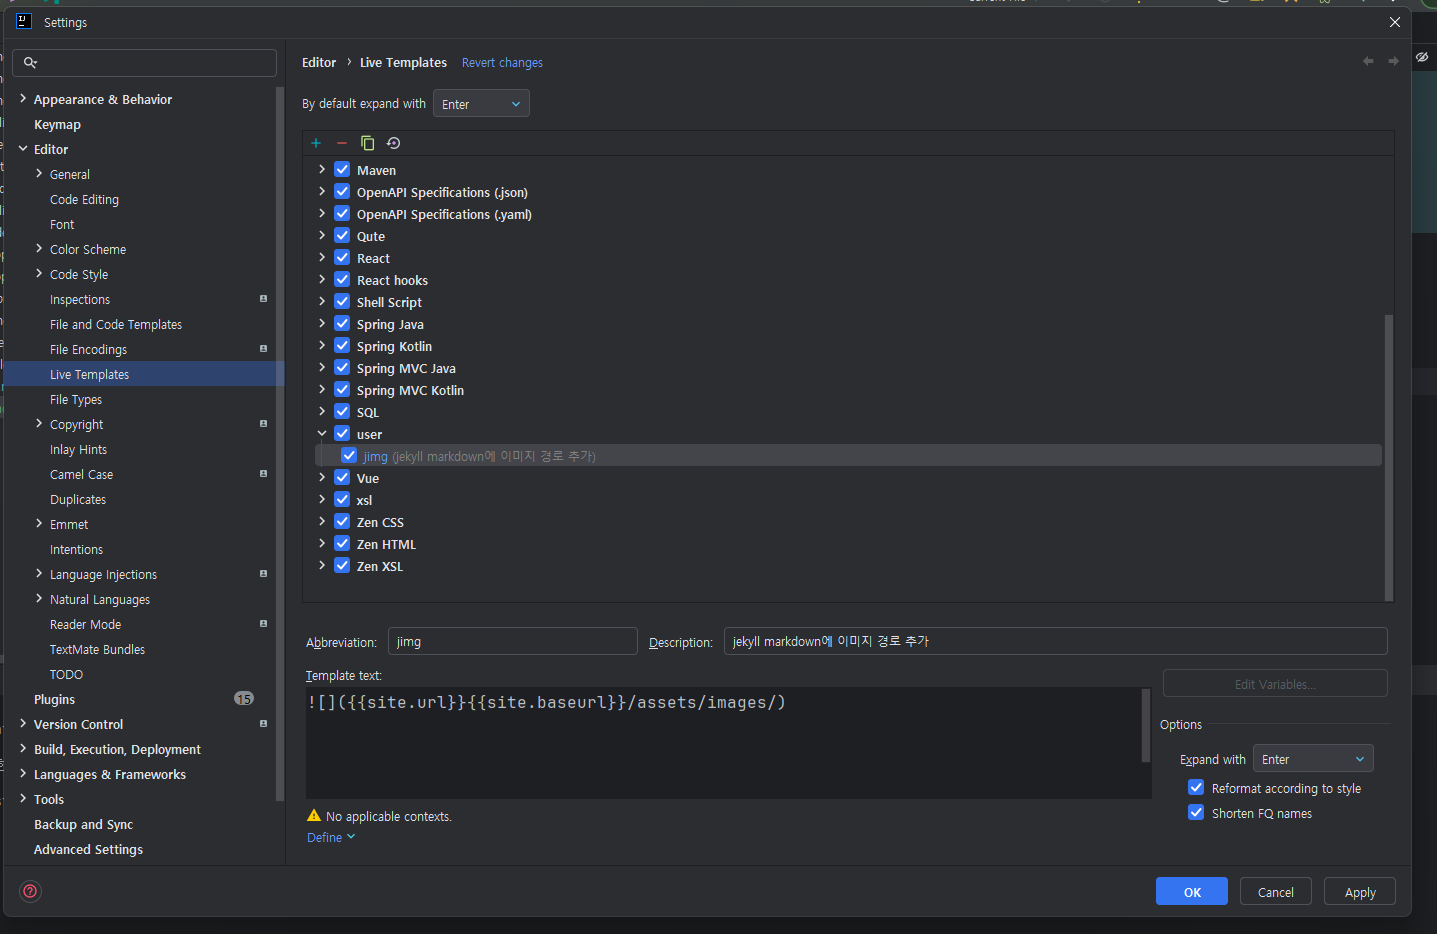 Settings
Editor › Live Templates Revert changes
By default expand with Enter
Appearance & Behavior
Keymap
Editor
General
Code Editing
Font
Color Scheme
Code Style
Inspections
File and Code Templates
File Encodings
Live Templates
File Types
Copyright
Inlay Hints
Camel Case
Duplicates
Emmet
Intentions
Language Injections
Natural Languages
Reader Mode
TextMate Bundles
TODO
Plugins 15
Version Control
Build, Execution, Deployment
Languages & Frameworks
Tools
Backup and Sync
Advanced Settings
Maven
OpenAPI Specifications (.json)
OpenAPI Specifications (.yaml)
Qute
React
React hooks
Shell Script
Spring Java
Spring Kotlin
Spring MVC Java
Spring MVC Kotlin
SQL
user
jimg (jekyll markdown에 이미지 경로 추가)
Vue
xsl
Zen CSS
Zen HTML
Zen XSL
Abbreviation: jimg Description: jekyll markdown에 이미지 경로 추가
Template text:
![]({{site.url}}{{site.baseurl}}/assets/images/)
Edit Variables...
Options
Expand with Enter
Reformat according to style
Shorten FQ names
No applicable contexts.
Define
OK Cancel Apply